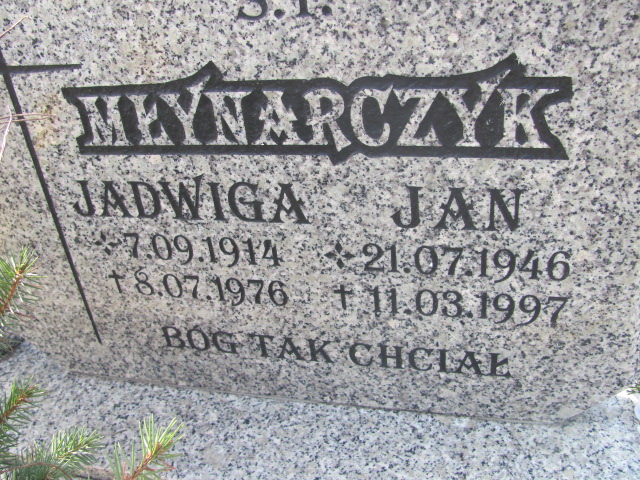 Ś.P.
MŁYNARCZYK
JADWIGA JAN
7.09.1914 21.07.1946
†8.07.1976 †11.03.1997
BÓG TAK CHCIAŁ